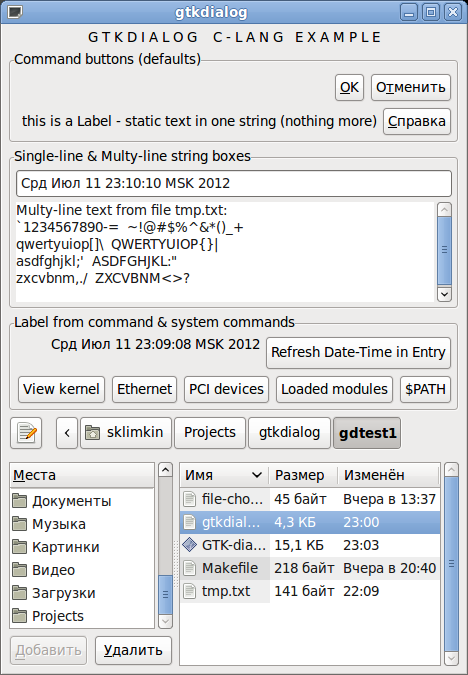 gtkdialog
GTKDIALOG C-LANG EXAMPLE
Command buttons (defaults)
OK Отменить
this is a Label - static text in one string (nothing more) Справка
Single-line & Multy-line string boxes
Срд Июл 11 23:10:10 MSK 2012
Multy-line text from file tmp.txt:
`1234567890-=  ~!@#$%^&*()_+
qwertyuiop[]\  QWERTYUIOP{}|
asdfghjkl;'  ASDFGHJKL:"
zxcvbnm,./  ZXCVBNM<>?
Label from command & system commands
Срд Июл 11 23:09:08 MSK 2012 Refresh Date-Time in Entry
View kernel Ethernet PCI devices Loaded modules $PATH
sklimkin Projects gtkdialog gdtest1
Места
Документы
Музыка
Картинки
Видео
Загрузки
Projects
Добавить Удалить
Имя Размер Изменён
file-cho... 45 байт Вчера в 13:37
gtkdial... 4,3 КБ 23:00
GTK-dia... 15,1 КБ 23:03
Makefile 218 байт Вчера в 20:40
tmp.txt 141 байт 22:09